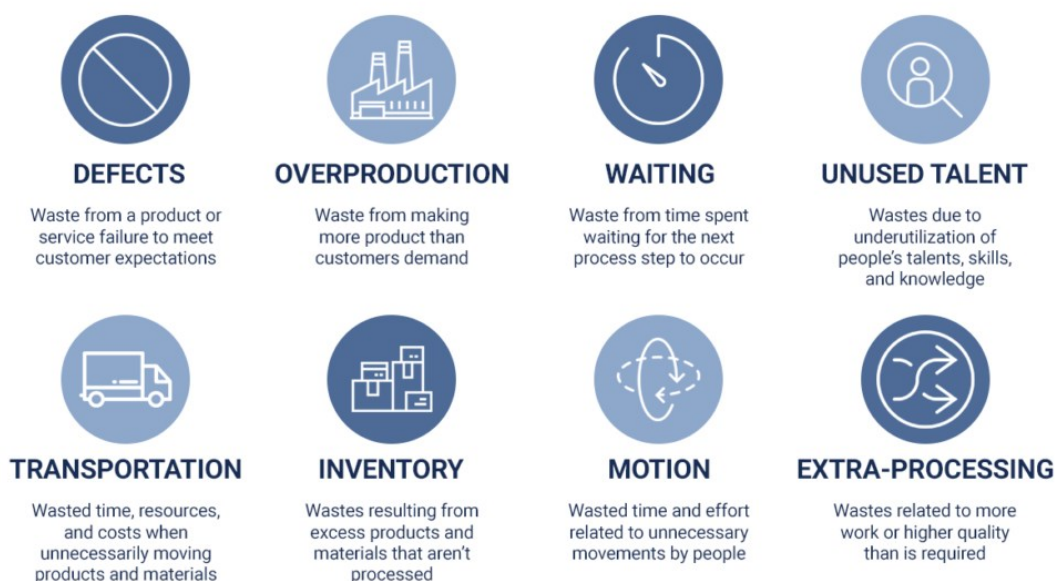 DEFECTS
Waste from a product or
service failure to meet
customer expectations
OVERPRODUCTION
Waste from making
more product than
customers demand
WAITING
Waste from time spent
waiting for the next
process step to occur
UNUSED TALENT
Wastes due to
underutilization of
people's talents, skills,
and knowledge
TRANSPORTATION
Wasted time, resources,
and costs when
unnecessarily moving
products and materials
INVENTORY
Wastes resulting from
excess products and
materials that aren't
processed
MOTION
Wasted time and effort
related to unnecessary
movements by people
EXTRA-PROCESSING
Wastes related to more
work or higher quality
than is required